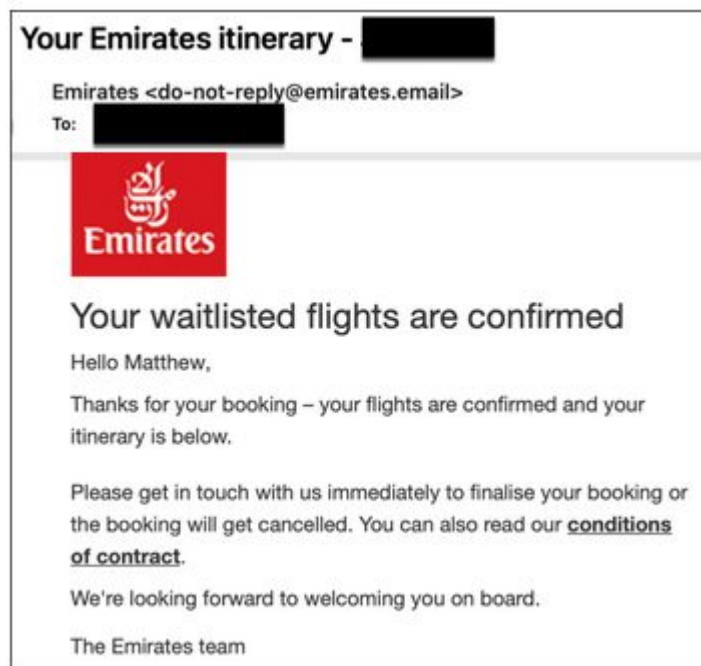 Your Emirates itinerary -
Emirates <do-not-reply@emirates.email>
To:
Emirates
Your waitlisted flights are confirmed
Hello Matthew,
Thanks for your booking – your flights are confirmed and your
itinerary is below.
Please get in touch with us immediately to finalise your booking or
the booking will get cancelled. You can also read our conditions
of contract.
We're looking forward to welcoming you on board.
The Emirates team